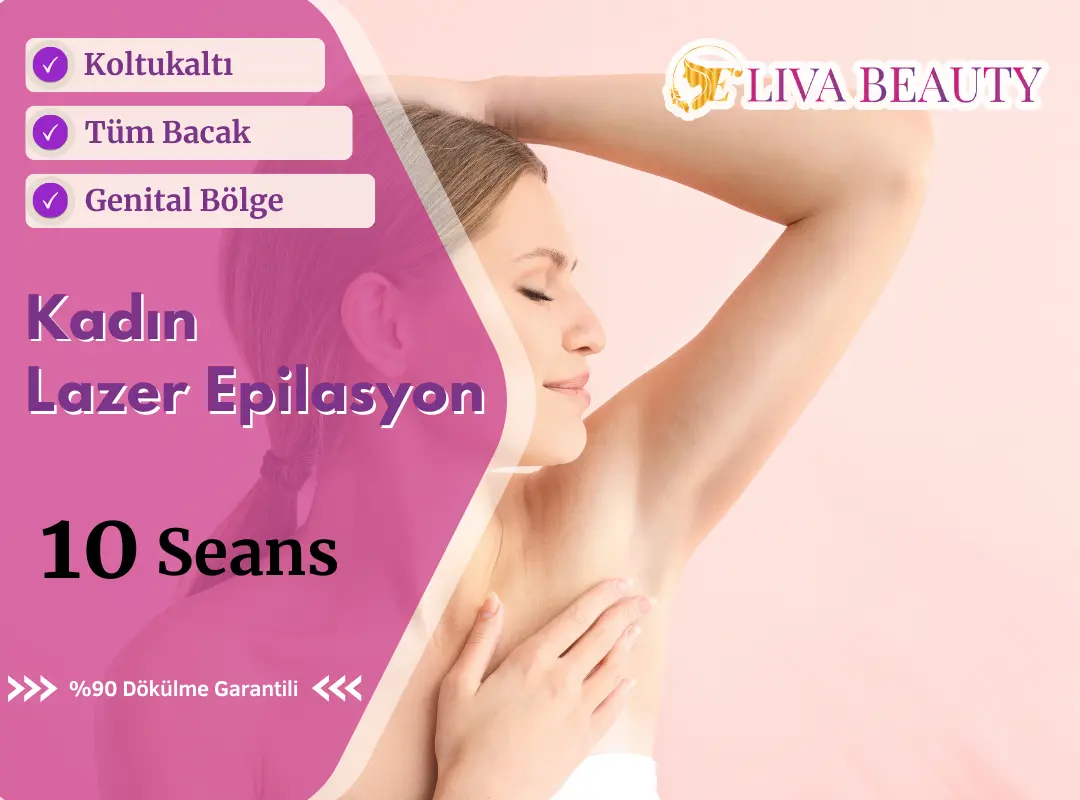 Koltukaltı
Tüm Bacak
Genital Bölge
ELIVA BEAUTY
Kadın
Lazer Epilasyon
10 Seans
%90 Dökülme Garantili